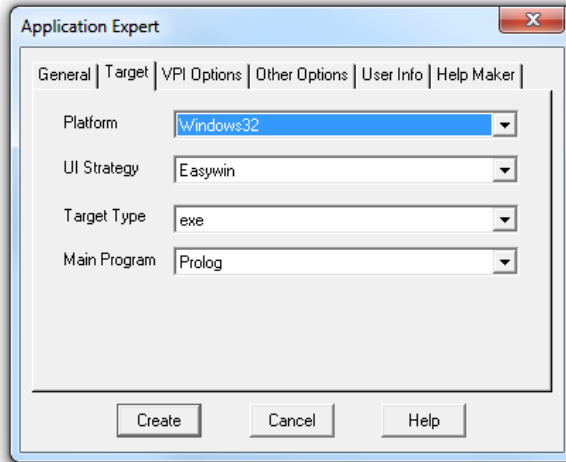 Application Expert
General Target VPI Options Other Options User Info Help Maker
Platform Windows32
UI Strategy Easywin
Target Type exe
Main Program Prolog
Create Cancel Help